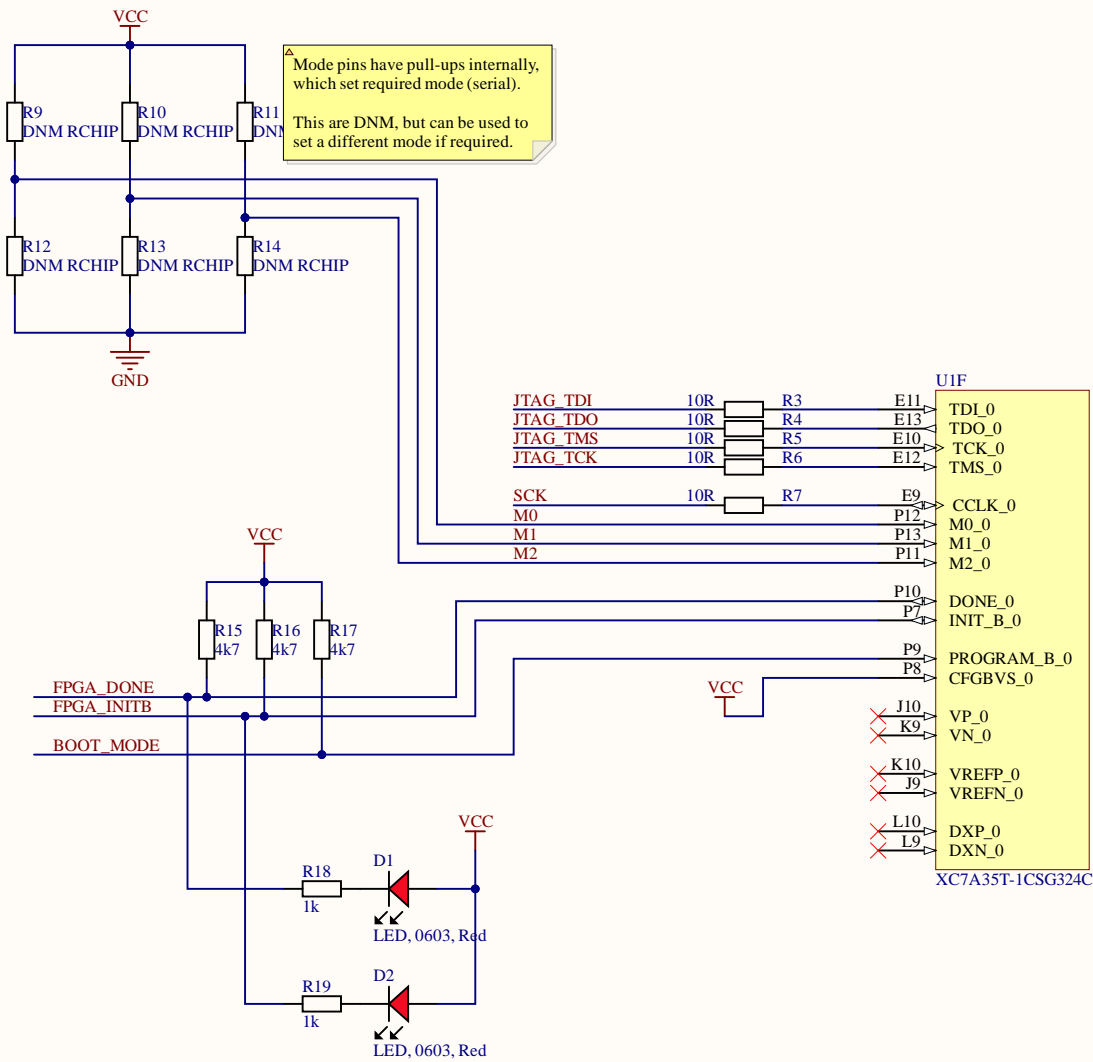 VCC
Mode pins have pull-ups internally,
which set required mode (serial).
This are DNM, but can be used to
set a different mode if required.
R9
DNM RCHIP
R10
DNM RCHIP
R11
DNM
R12
DNM RCHIP
R13
DNM RCHIP
R14
DNM RCHIP
GND
U1F
JTAG_TDI 10R R3 E11 TDI_0
JTAG_TDO 10R R4 E13 TDO_0
JTAG_TMS 10R R5 E10 TCK_0
JTAG_TCK 10R R6 E12 TMS_0
SCK 10R R7 E9 CCLK_0
M0 P12 M0_0
M1 P13 M1_0
M2 P11 M2_0
VCC
P10 DONE_0
P7 INIT_B_0
R15
4k7
R16
4k7
R17
4k7
P9 PROGRAM_B_0
P8 CFGBVS_0
FPGA_DONE
FPGA_INITB
BOOT_MODE
VCC
J10 VP_0
K9 VN_0
K10 VREFP_0
J9 VREFN_0
L10 DXP_0
L9 DXN_0
XC7A35T-1CSG324C
VCC
R18
1k
D1
LED, 0603, Red
R19
1k
D2
LED, 0603, Red